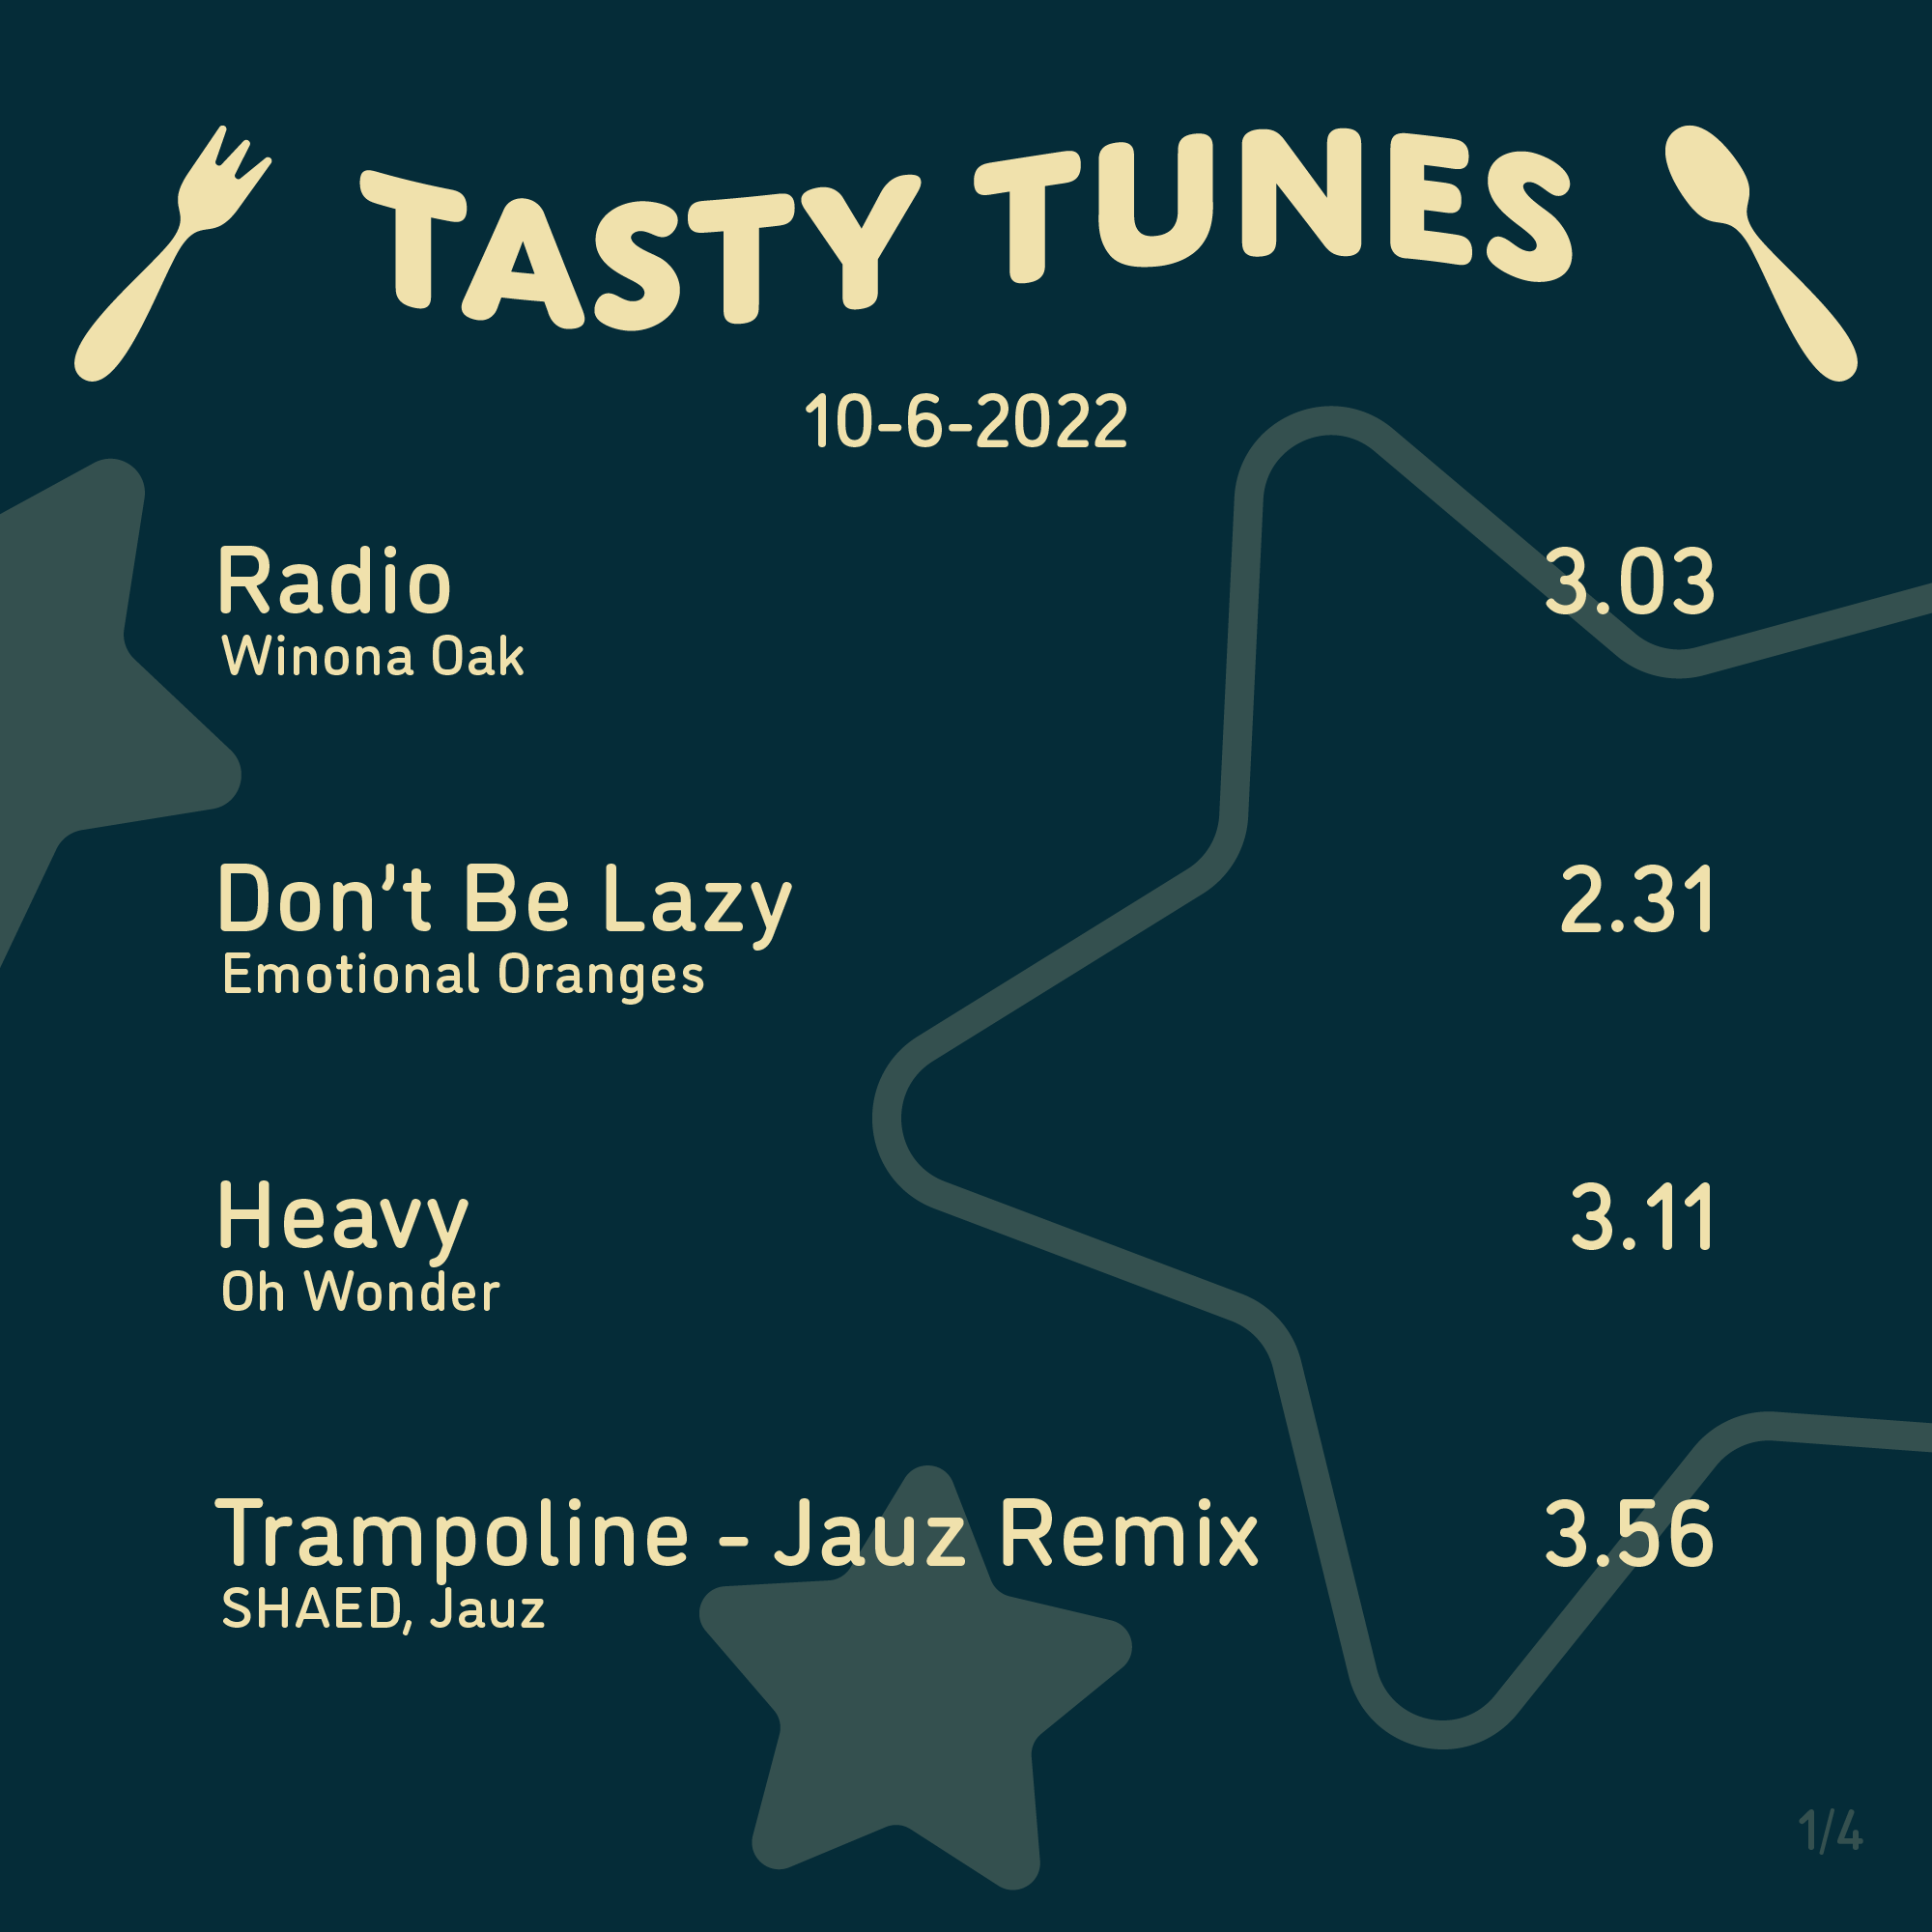 TASTY TUNES
10-6-2022
Radio 3.03
Winona Oak
Don't Be Lazy 2.31
Emotional Oranges
Heavy 3.11
Oh Wonder
Trampoline - Jauz Remix 3.56
SHAED, Jauz
1/4